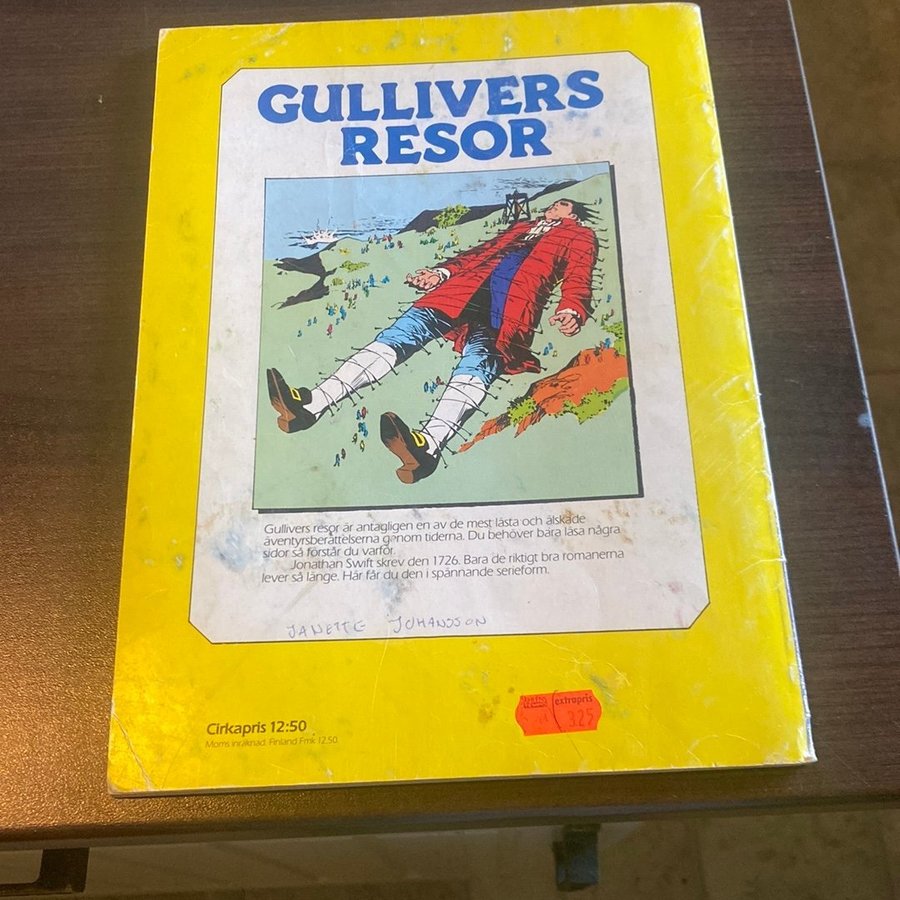 GULLIVERS
RESOR
Gullivers resor är antagligen en av de mest lästa och älskade
äventyrsberättelserna genom tiderna. Du behöver bara läsa några
sidor så förstår du varför.
Jonathan Swift skrev den 1726. Bara de riktigt bra romanerna
lever så länge. Här får du den i spännande serieform.
JANETTE JOHANSSON
extrapris
325
Cirkapris 12:50
Moms inräknad. Finland Fmk 12.50